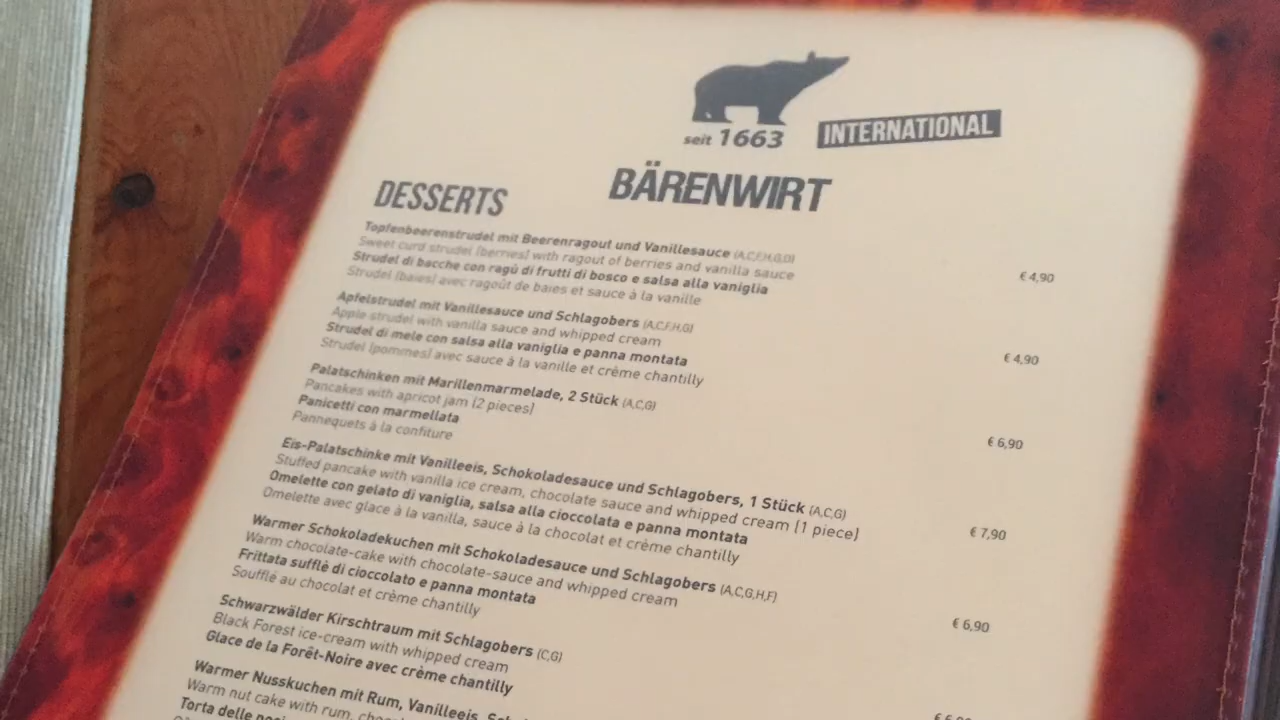 seit 1663
INTERNATIONAL
BÄRENWIRT
DESSERTS
Topfenbeerenstrudel mit Beerenragout und Vanillesauce (A,C,F,H,G,O)
Sweet curd strudel (berries) with ragout of berries and vanilla sauce
€ 4,90
Strudel di bacche con ragù di frutti di bosco e salsa alla vaniglia
Strudel (baies) avec ragoût de baies et sauce à la vanille
Apfelstrudel mit Vanillesauce und Schlagobers (A,C,F,H,G)
Apple strudel with vanilla sauce and whipped cream
€ 4,90
Strudel di mele con salsa alla vaniglia e panna montata
Strudel (pommes) avec sauce à la vanille et crème chantilly
Palatschinken mit Marillenmarmelade, 2 Stück (A,C,G)
Pancakes with apricot jam (2 pieces)
€ 6,90
Panicetti con marmellata
Pannequets à la confiture
Eis-Palatschinke mit Vanilleeis, Schokoladesauce und Schlagobers, 1 Stück (A,C,G)
Stuffed pancake with vanilla ice cream, chocolate sauce and whipped cream (1 piece)
€ 7,90
Omelette con gelato di vaniglia, salsa alla cioccolata e panna montata
Omelette avec glace à la vanilla, sauce à la chocolat et crème chantilly
Warmer Schokoladekuchen mit Schokoladesauce und Schlagobers (A,C,G,H,F)
Warm chocolate-cake with chocolate-sauce and whipped cream
€ 6,90
Frittata sufflè di cioccolato e panna montata
Soufflé au chocolat et crème chantilly
Schwarzwälder Kirschtraum mit Schlagobers (C,G)
Black Forest ice-cream with whipped cream
Glace de la Forêt-Noire avec crème chantilly
Warmer Nusskuchen mit Rum, Vanilleeis,
Warm nut cake with rum,
Torta delle